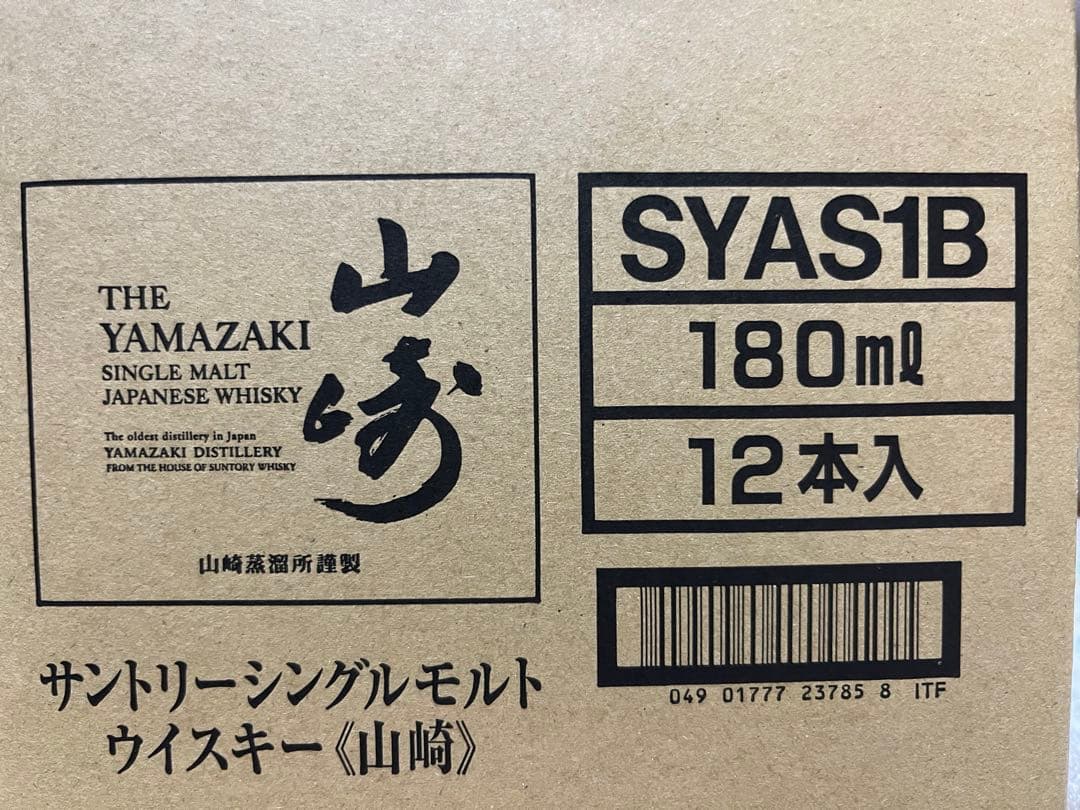 THE
YAMAZAKI
SINGLE MALT
JAPANESE WHISKY
The oldest distillery in Japan
YAMAZAKI DISTILLERY
FROM THE HOUSE OF SUNTORY WHISKY
山崎
山崎蒸溜所謹製
サントリーシングルモルト
ウイスキー《山崎》
SYAS1B
180mℓ
12本入
049 01777 23785 8 ITF